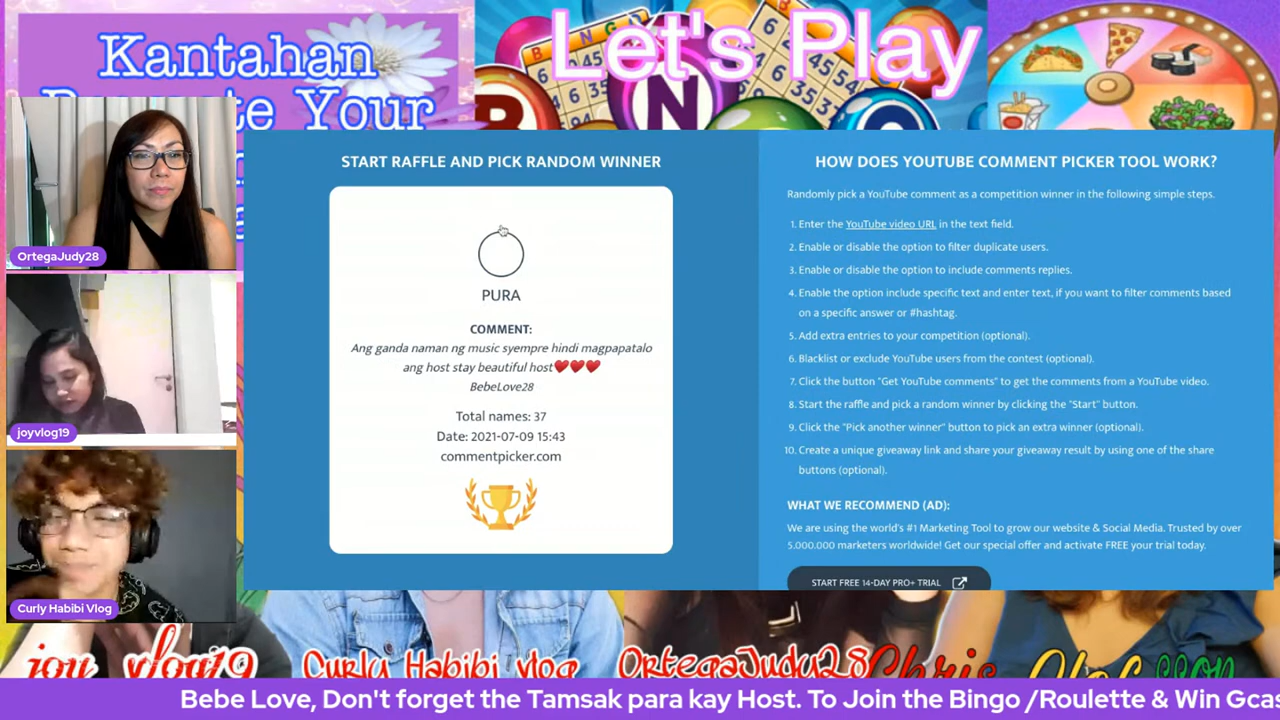 Kantahan
Promote Your
Let's Play
BINGO
B
N
O
OrtegaJudy28
joyvlog19
Curly Habibi Vlog
START RAFFLE AND PICK RANDOM WINNER
PURA
COMMENT:
Ang ganda naman ng music syempre hindi magpapatalo
ang host stay beautiful host❤️❤️❤️
BebeLove28
Total names: 37
Date: 2021-07-09 15:43
commentpicker.com
HOW DOES YOUTUBE COMMENT PICKER TOOL WORK?
Randomly pick a YouTube comment as a competition winner in the following simple steps.
1. Enter the YouTube video URL in the text field.
2. Enable or disable the option to filter duplicate users.
3. Enable or disable the option to include comments replies.
4. Enable the option include specific text and enter text, if you want to filter comments based
on a specific answer or #hashtag.
5. Add extra entries to your competition (optional).
6. Blacklist or exclude YouTube users from the contest (optional).
7. Click the button "Get YouTube comments" to get the comments from a YouTube video.
8. Start the raffle and pick a random winner by clicking the "Start" button.
9. Click the "Pick another winner" button to pick an extra winner (optional).
10. Create a unique giveaway link and share your giveaway result by using one of the share
buttons (optional).
WHAT WE RECOMMEND (AD):
We are using the world's #1 Marketing Tool to grow our website & Social Media. Trusted by over
5.000.000 marketers worldwide! Get our special offer and activate FREE your trial today.
START FREE 14-DAY PRO+ TRIAL
joy vlog19
Curly Habibi vlog
OrtegaJudy28
Chris
Bebe Love, Don't forget the Tamsak para kay Host. To Join the Bingo /Roulette & Win Gcas